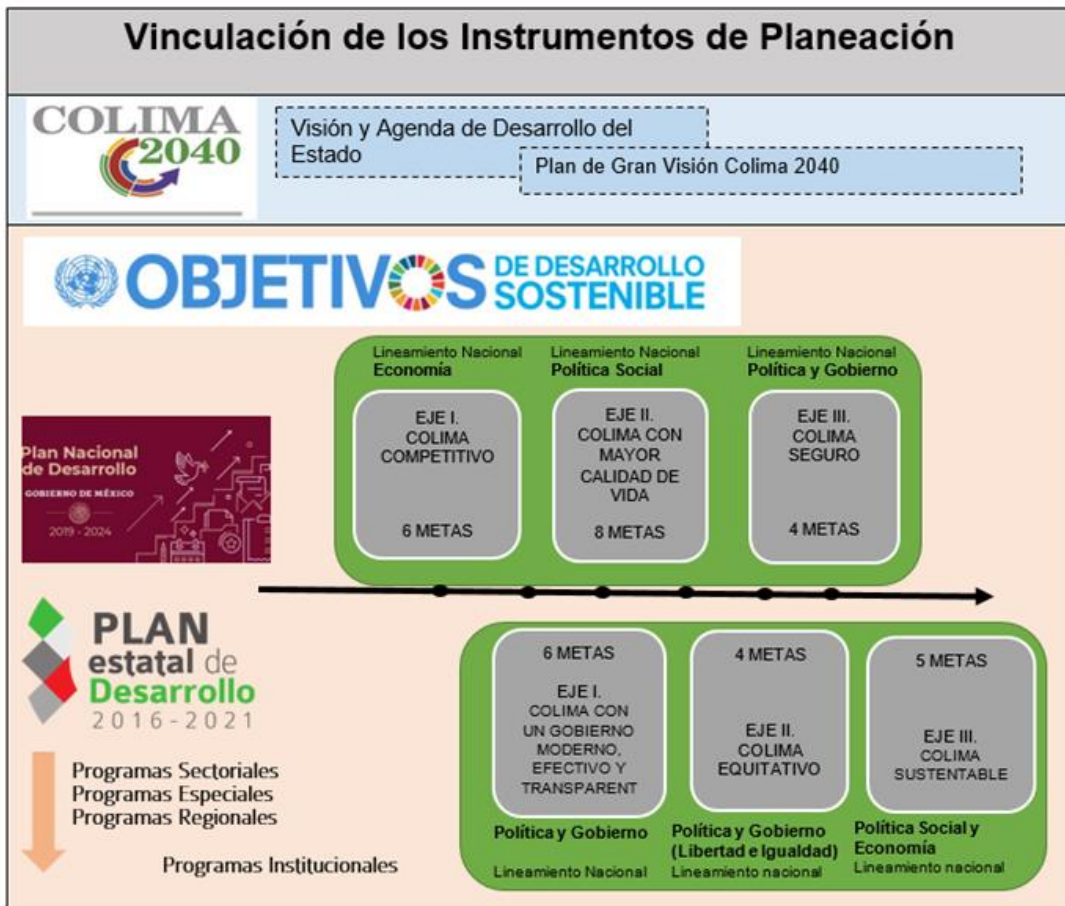 Vinculación de los Instrumentos de Planeación
COLIMA
2040
Visión y Agenda de Desarrollo del
Estado
Plan de Gran Visión Colima 2040
OBJETIVOS
DE DESARROLLO
SOSTENIBLE
Lineamiento Nacional
Economía
EJE I.
COLIMA
COMPETITIVO
6 METAS
Lineamiento Nacional
Política Social
EJE II.
COLIMA CON
MAYOR
CALIDAD DE
VIDA
8 METAS
Lineamiento Nacional
Política y Gobierno
EJE III.
COLIMA
SEGURO
4 METAS
Plan Nacional
de Desarrollo
GOBIERNO DE MÉXICO
2019 - 2024
PLAN
estatal de
Desarrollo
2016-2021
6 METAS
EJE I.
COLIMA CON
UN GOBIERNO
MODERNO,
EFECTIVO Y
TRANSPARENT
Política y Gobierno
Lineamiento Nacional
4 METAS
EJE II.
COLIMA
EQUITATIVO
Política y Gobierno
(Libertad e Igualdad)
Lineamiento nacional
5 METAS
EJE III.
COLIMA
SUSTENTABLE
Política Social y
Economía
Lineamiento nacional
Programas Sectoriales
Programas Especiales
Programas Regionales
Programas Institucionales